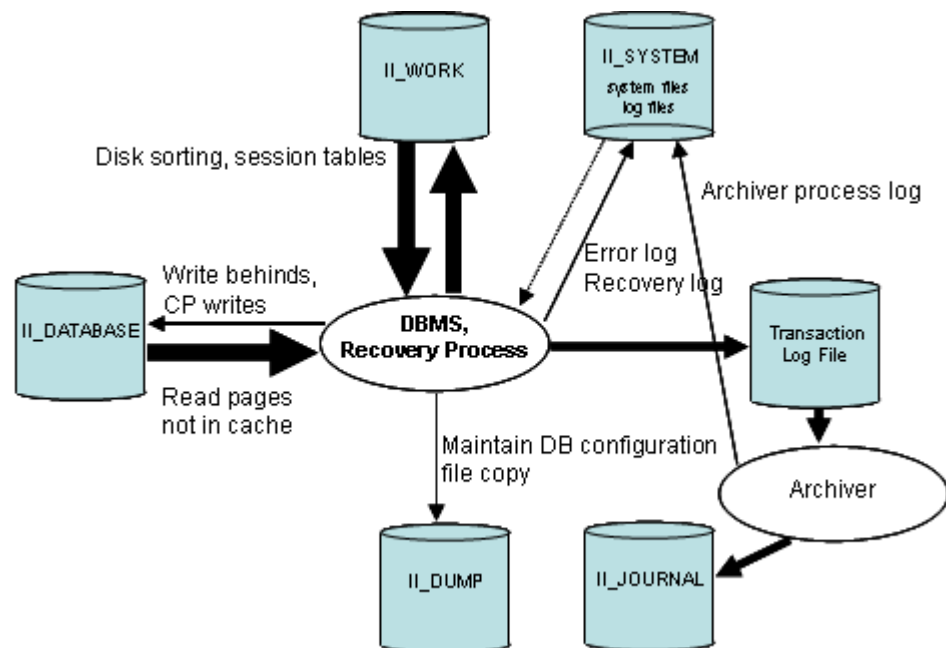 II_WORK
II_SYSTEM
system files
log files
Disk sorting, session tables
Archiver process log
Write behinds,
CP writes
Error log
Recovery log
II_DATABASE
DBMS,
Recovery Process
Transaction
Log File
Read pages
not in cache
Maintain DB configuration
file copy
Archiver
II_DUMP
II_JOURNAL